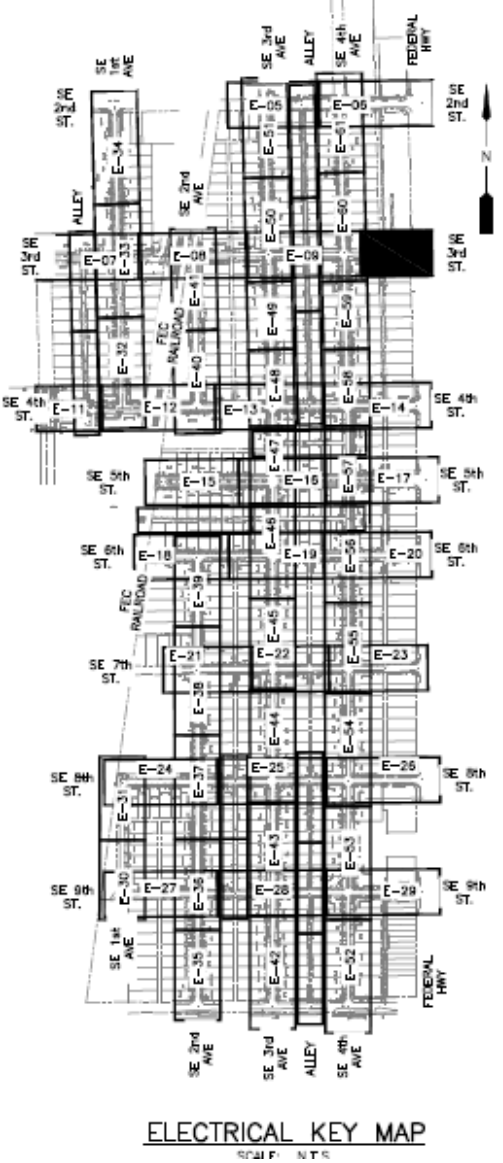 SE
1st
AVE
SE 3rd
AVE
ALLEY
SE 4th
AVE
FEDERAL
HWY
SE
2nd
ST.
E-34
E-05
E-51
E-06
E-61
SE
2nd
ST.
N
ALLEY
SE 2nd
AVE
E-50
E-60
SE
3rd
ST.
E-07
E-33
E-08
E-41
E-09
SE
3rd
ST.
FEC
RAILROAD
E-32
E-40
E-49
E-59
E-48
E-58
SE 4th
ST.
E-11
E-12
E-13
E-14
SE 4th
ST.
E-47
SE 5th
ST.
E-15
E-16
E-57
E-17
SE 5th
ST.
E-46
SE 6th
ST.
E-18
E-19
E-56
E-20
SE 6th
ST.
FEC
RAILROAD
E-39
E-45
E-55
SE 7th
ST.
E-21
E-22
E-23
E-38
E-44
E-54
SE 8th
ST.
E-24
E-37
E-25
E-26
SE 8th
ST.
E-31
E-43
E-53
SE 9th
ST.
E-30
E-27
E-36
E-28
E-29
SE 9th
ST.
SE 1st
AVE
E-35
E-42
E-52
FEDERAL
HWY
SE 2nd
AVE
SE 3rd
AVE
ALLEY
SE 4th
AVE
ELECTRICAL KEY MAP
SCALE: N.T.S.